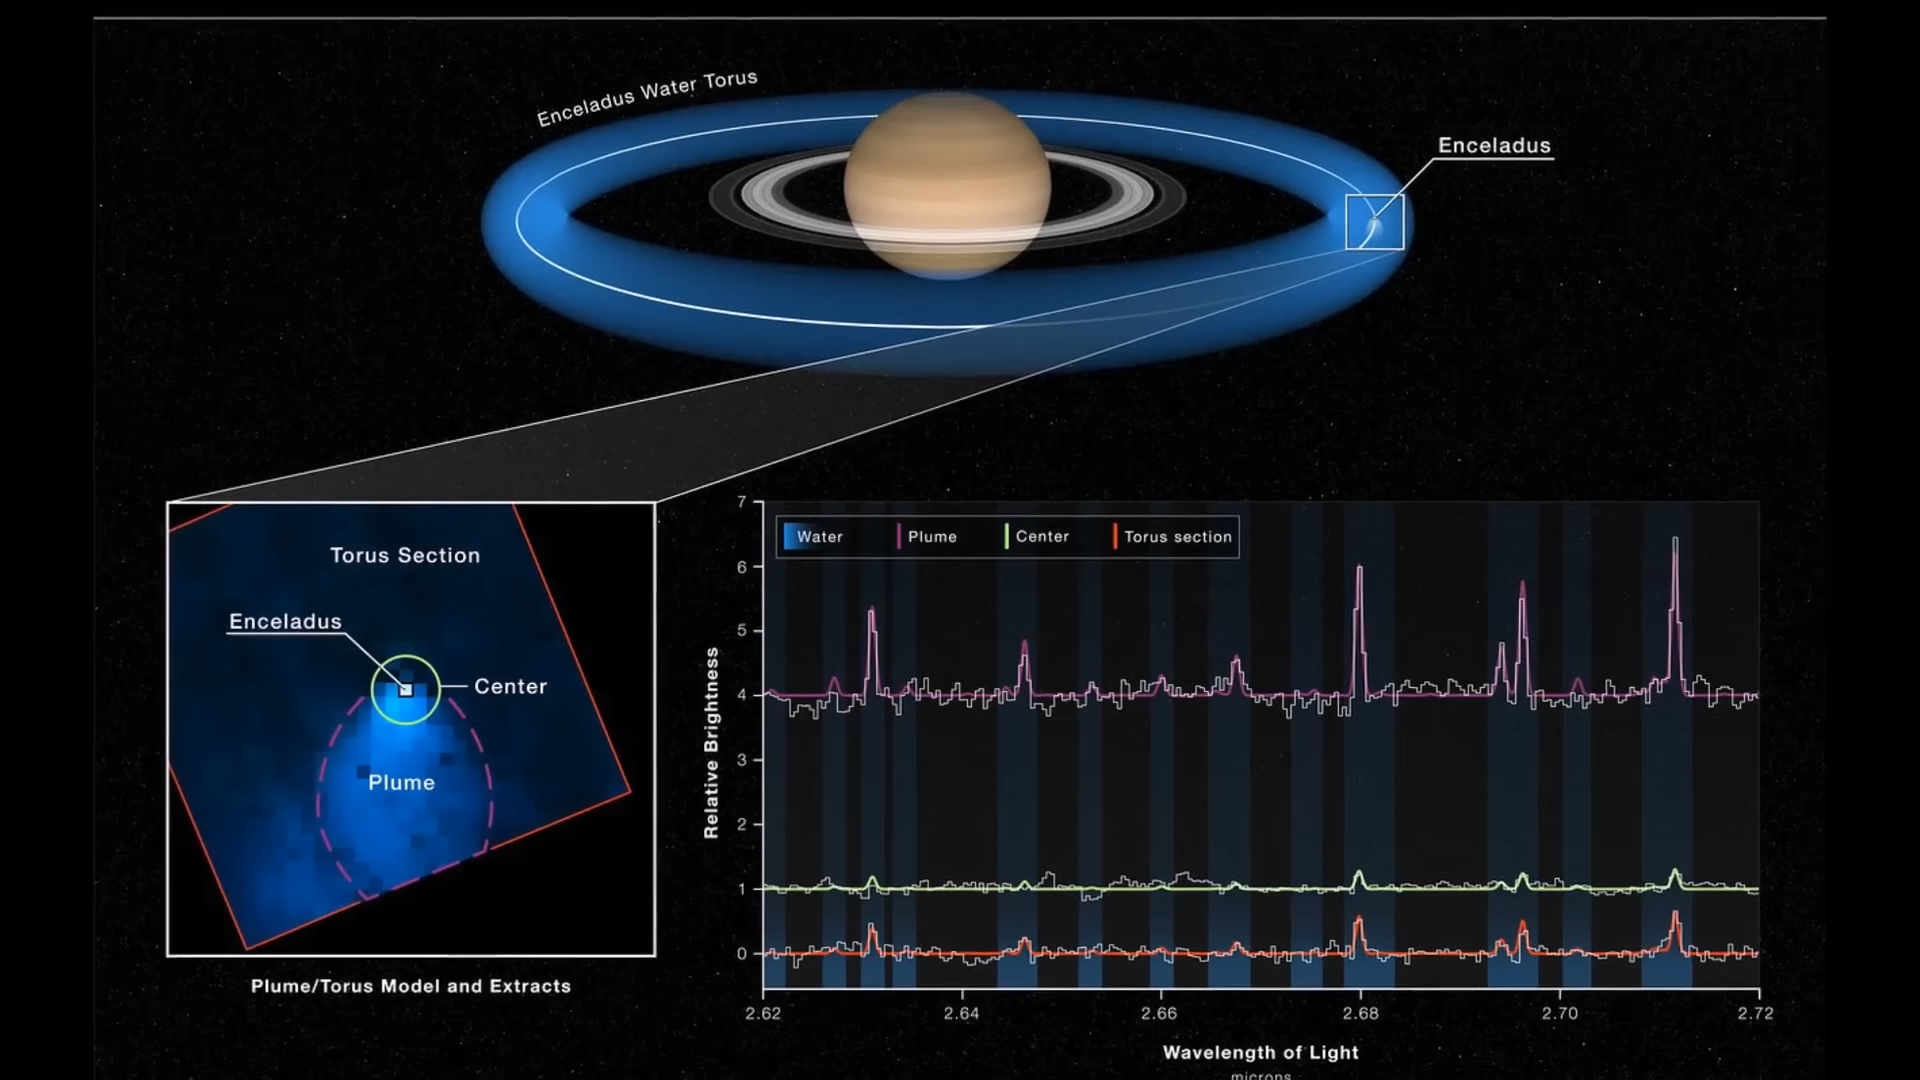 Enceladus Water Torus
Enceladus
Torus Section
Enceladus
Center
Plume
Plume/Torus Model and Extracts
Water Plume Center Torus section
Relative Brightness
7
6
5
4
3
2
1
0
2.62 2.64 2.66 2.68 2.70 2.72
Wavelength of Light
microns